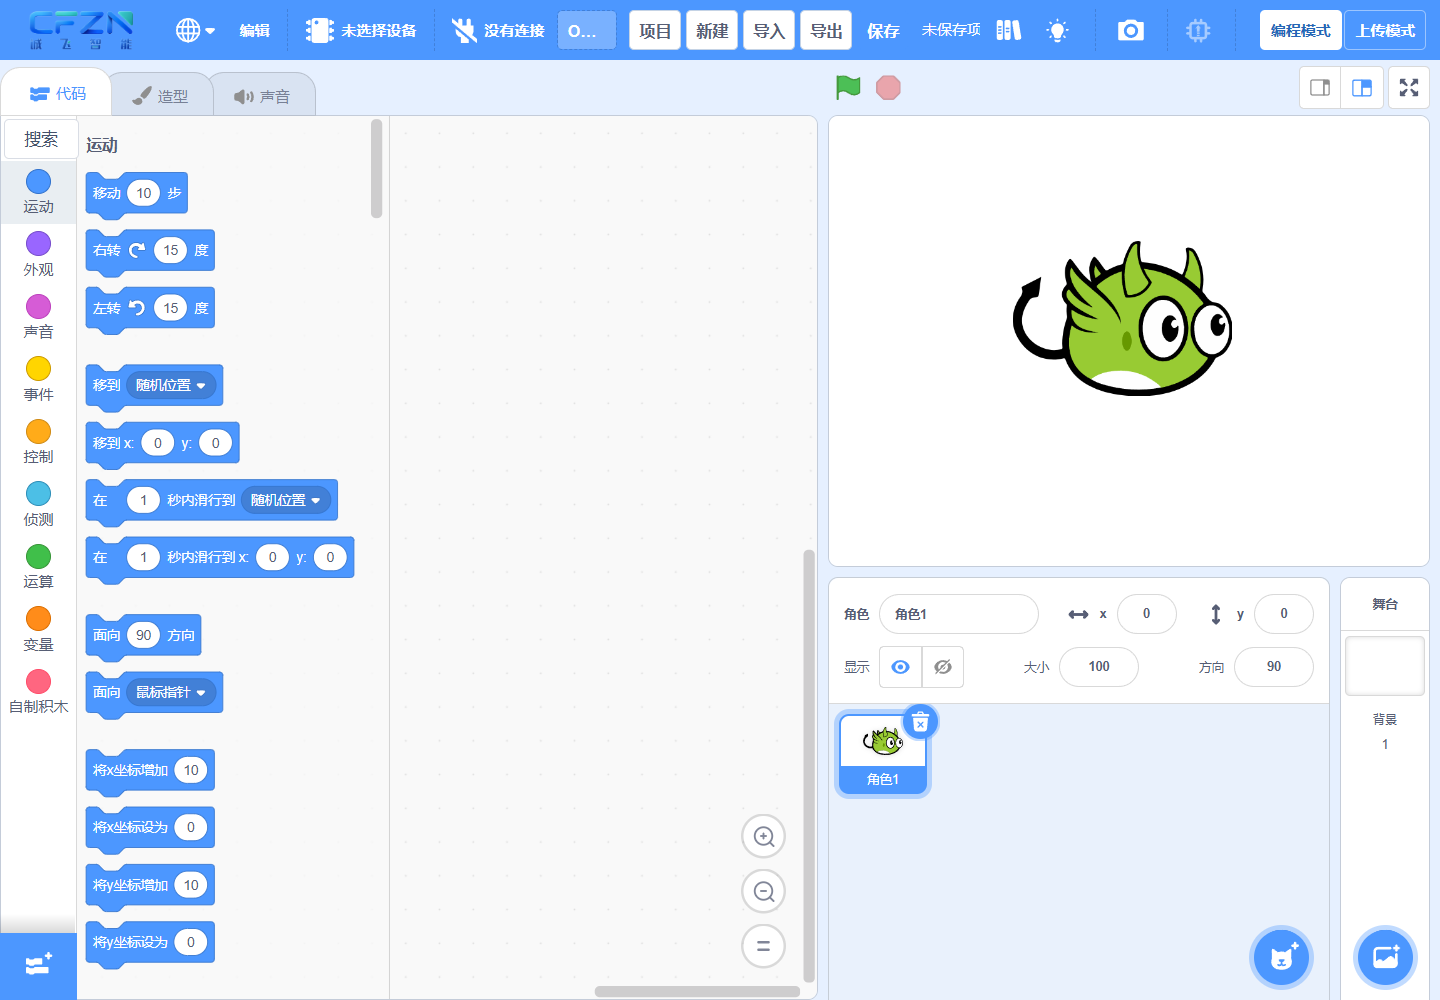 CFZN
诚飞智能
编辑
未选择设备
没有连接
O...
项目
新建
导入
导出
保存
未保存项
编程模式
上传模式
代码
造型
声音
搜索
运动
外观
声音
事件
控制
侦测
运算
变量
自制积木
运动
移动 10 步
右转 15 度
左转 15 度
移到 随机位置
移到 x: 0 y: 0
在 1 秒内滑行到 随机位置
在 1 秒内滑行到 x: 0 y: 0
面向 90 方向
面向 鼠标指针
将x坐标增加 10
将x坐标设为 0
将y坐标增加 10
将y坐标设为 0
角色 角色1 x 0 y 0
显示 大小 100 方向 90
角色1
舞台
背景
1